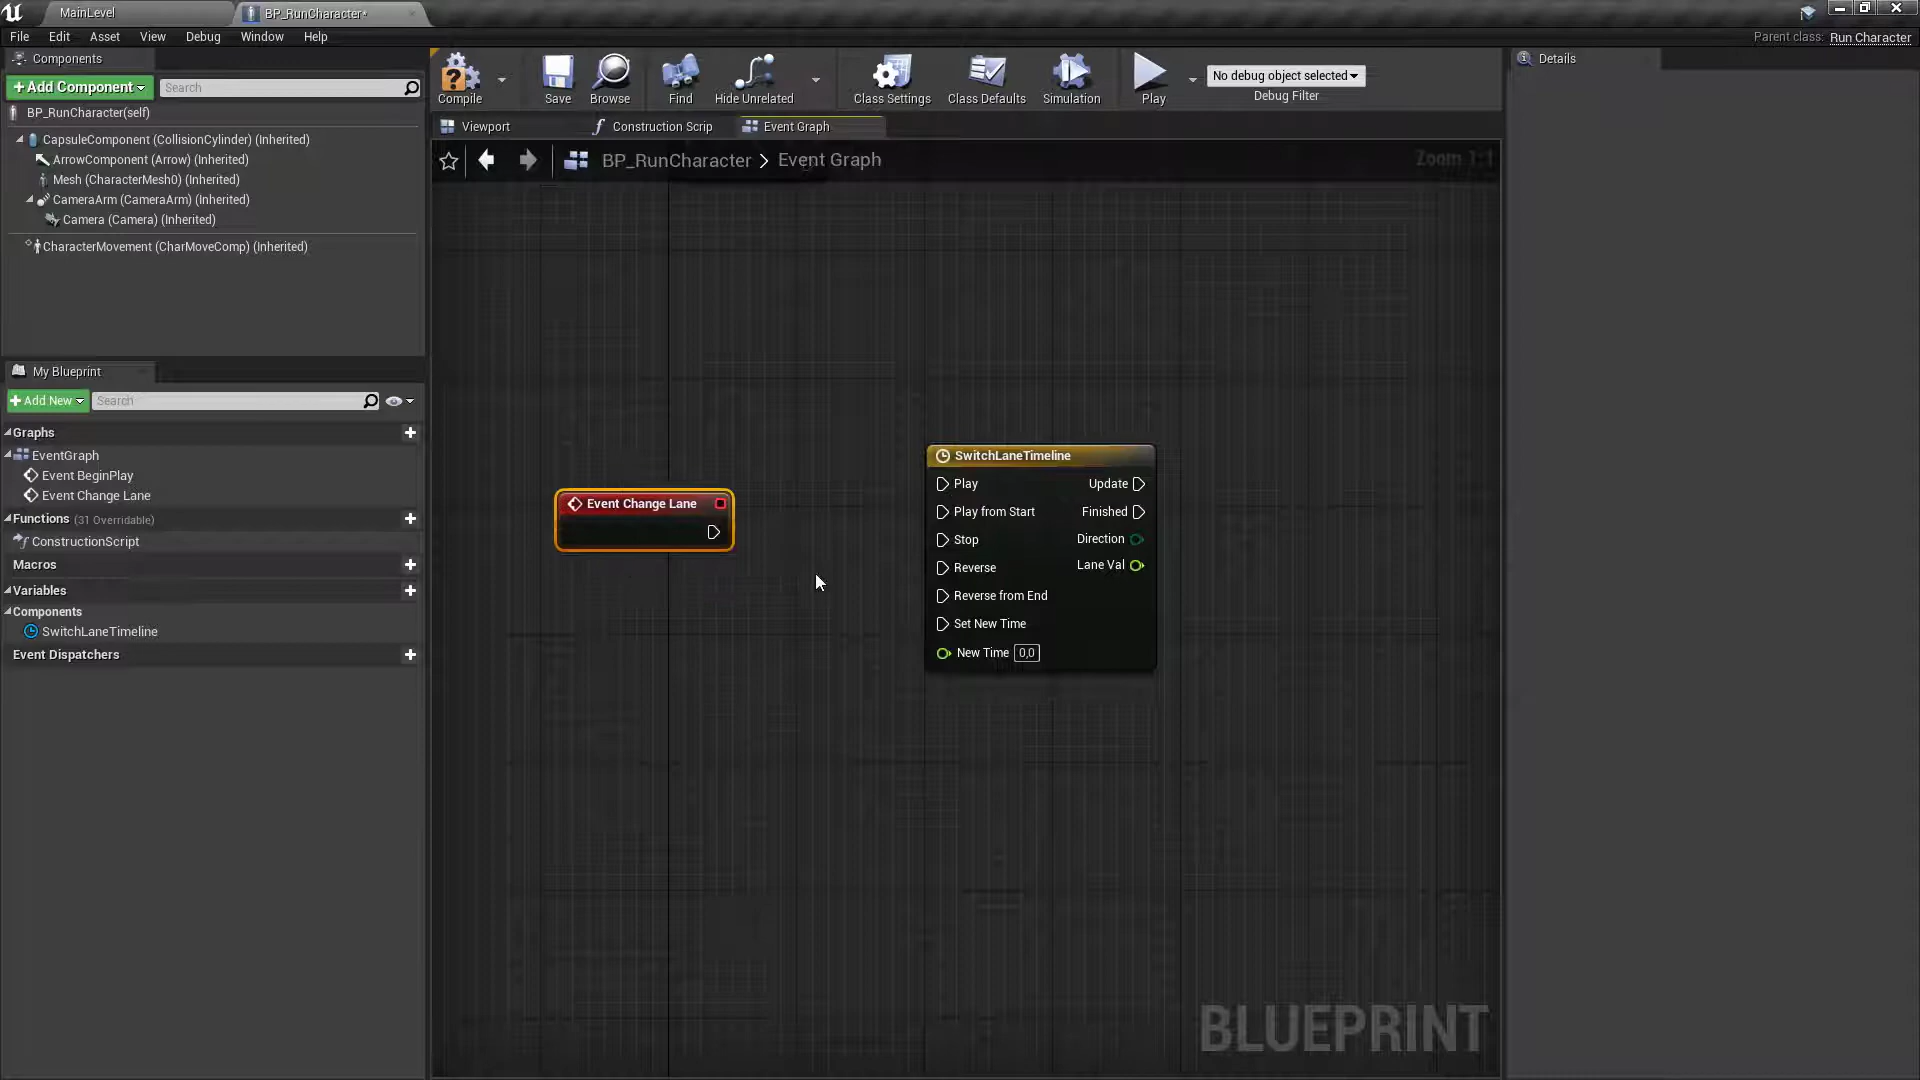 MainLevel
BP_RunCharacter*
File Edit Asset View Debug Window Help
Parent class: Run Character
Components
+Add Component
Search
BP_RunCharacter(self)
CapsuleComponent (CollisionCylinder) (Inherited)
ArrowComponent (Arrow) (Inherited)
Mesh (CharacterMesh0) (Inherited)
CameraArm (CameraArm) (Inherited)
Camera (Camera) (Inherited)
CharacterMovement (CharMoveComp) (Inherited)
My Blueprint
+Add New
Search
Graphs
EventGraph
Event BeginPlay
Event Change Lane
Functions (31 Overridable)
ConstructionScript
Macros
Variables
Components
SwitchLaneTimeline
Event Dispatchers
Compile
Save
Browse
Find
Hide Unrelated
Class Settings
Class Defaults
Simulation
Play
No debug object selected
Debug Filter
Viewport
Construction Scrip
Event Graph
BP_RunCharacter > Event Graph
Zoom 1:1
Event Change Lane
SwitchLaneTimeline
Play
Update
Play from Start
Finished
Stop
Direction
Reverse
Lane Val
Reverse from End
Set New Time
New Time 0,0
BLUEPRINT
Details